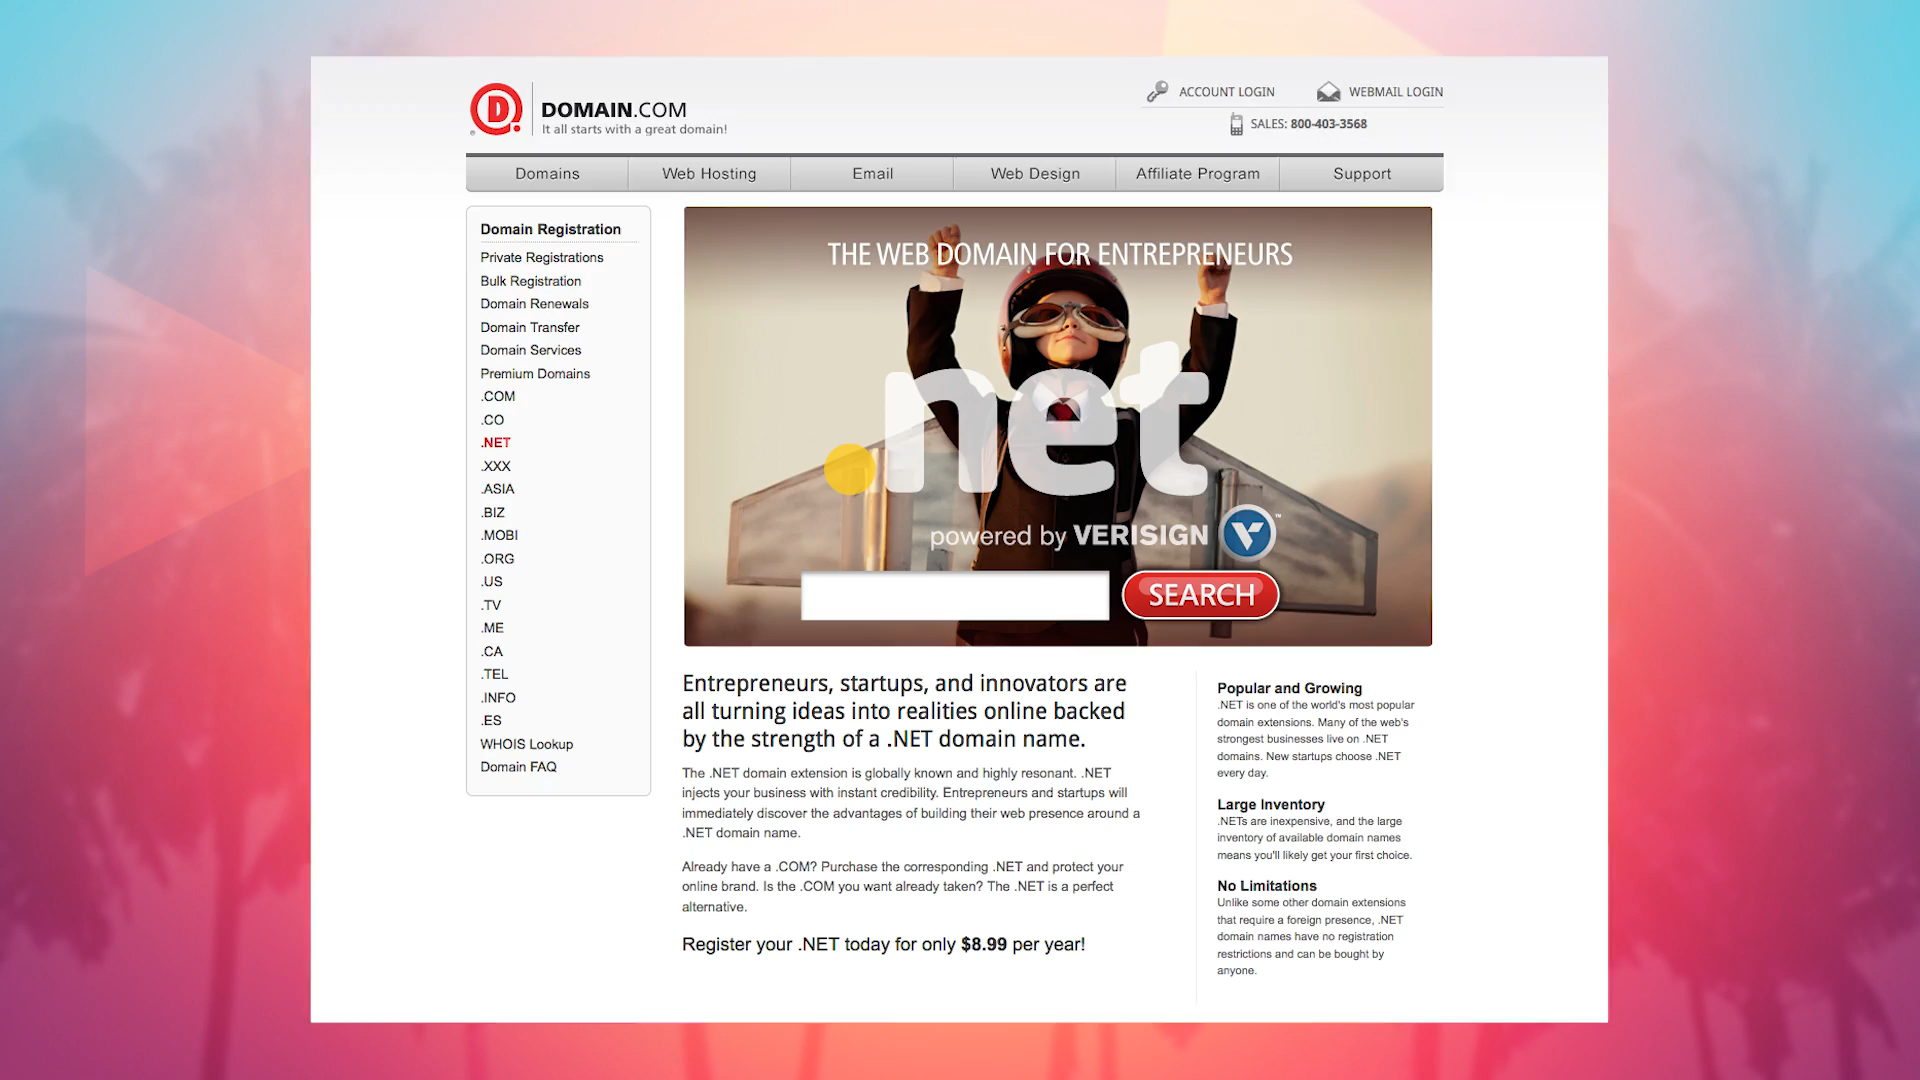 D.
DOMAIN.COM
It all starts with a great domain!
ACCOUNT LOGIN
WEBMAIL LOGIN
SALES: 800-403-3568
Domains
Web Hosting
Email
Web Design
Affiliate Program
Support
Domain Registration
Private Registrations
Bulk Registration
Domain Renewals
Domain Transfer
Domain Services
Premium Domains
.COM
.CO
.NET
.XXX
.ASIA
.BIZ
.MOBI
.ORG
.US
.TV
.ME
.CA
.TEL
.INFO
.ES
WHOIS Lookup
Domain FAQ
THE WEB DOMAIN FOR ENTREPRENEURS
.net
powered by VERISIGN ™
SEARCH
Entrepreneurs, startups, and innovators are
all turning ideas into realities online backed
by the strength of a .NET domain name.
The .NET domain extension is globally known and highly resonant. .NET
injects your business with instant credibility. Entrepreneurs and startups will
immediately discover the advantages of building their web presence around a
.NET domain name.
Already have a .COM? Purchase the corresponding .NET and protect your
online brand. Is the .COM you want already taken? The .NET is a perfect
alternative.
Register your .NET today for only $8.99 per year!
Popular and Growing
.NET is one of the world's most popular
domain extensions. Many of the web's
strongest businesses live on .NET
domains. New startups choose .NET
every day.
Large Inventory
.NETs are inexpensive, and the large
inventory of available domain names
means you'll likely get your first choice.
No Limitations
Unlike some other domain extensions
that require a foreign presence, .NET
domain names have no registration
restrictions and can be bought by
anyone.